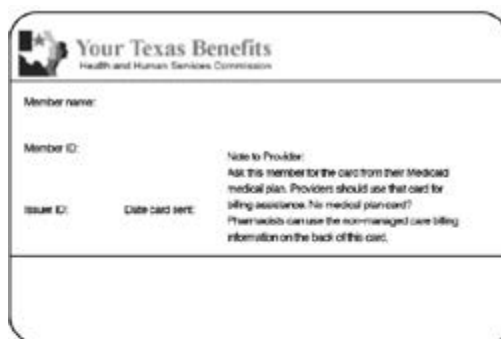 Your Texas Benefits
Health and Human Services Commission
Member name:
Member ID:
Note to Provider:
Ask this member for the card from their Medicaid
medical plan. Providers should use that card for
billing assistance. No medical plan card?
Issuer ID: Date card sent:
Pharmacists can use the non-managed care billing
information on the back of this card.